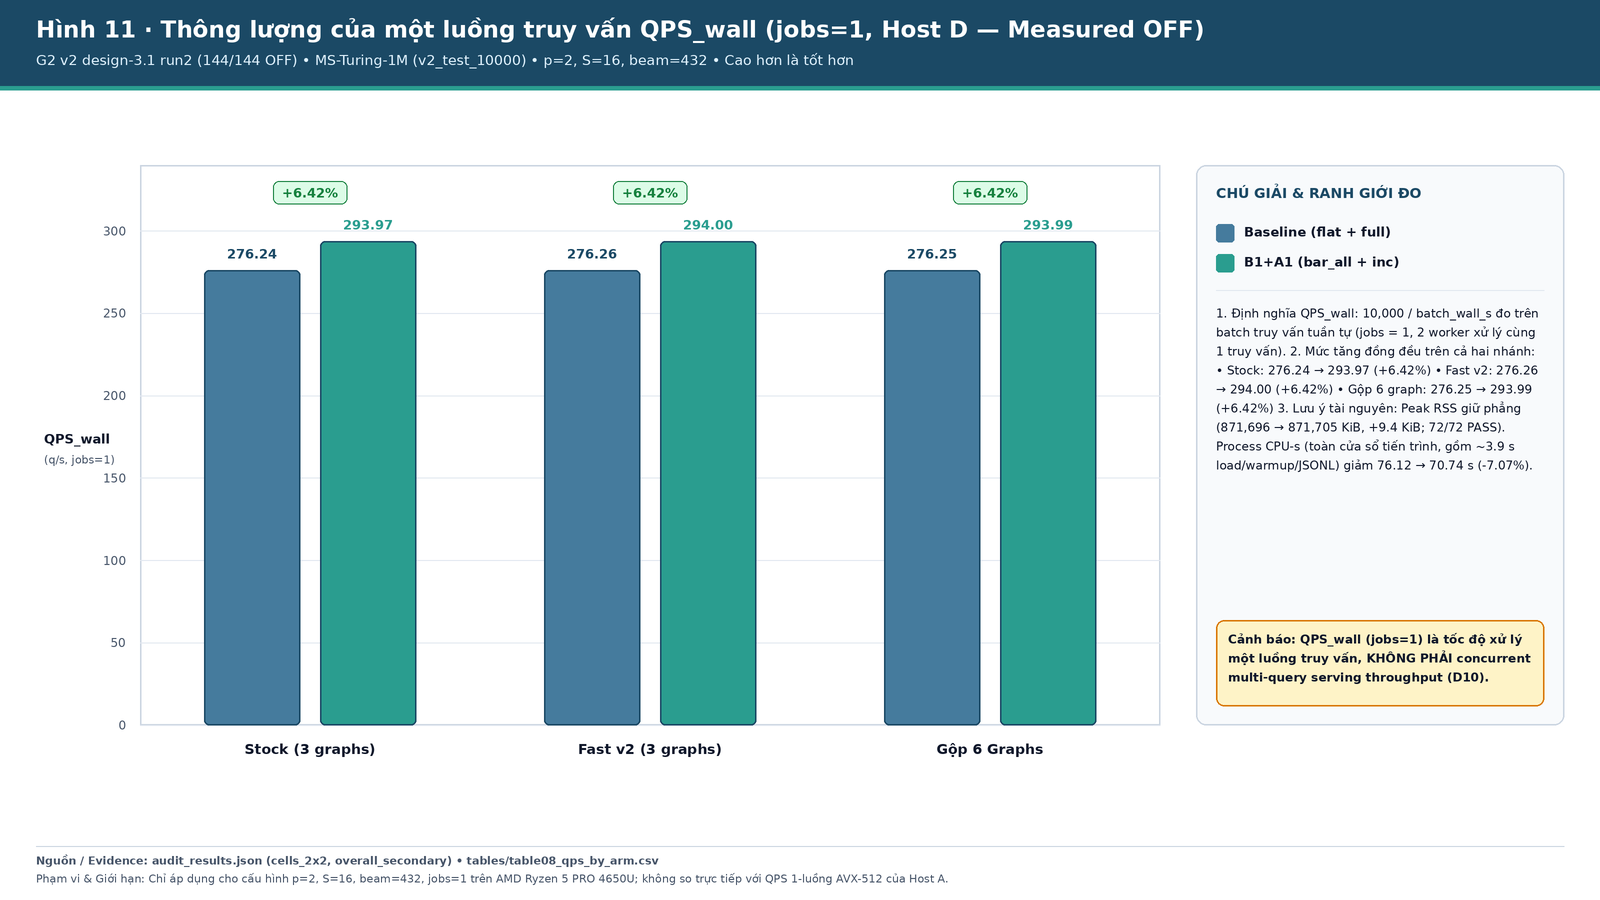 Hình 11 · Thông lượng của một luồng truy vấn QPS_wall (jobs=1, Host D — Measured OFF)
G2 v2 design-3.1 run2 (144/144 OFF) • MS-Turing-1M (v2_test_10000) • p=2, S=16, beam=432 • Cao hơn là tốt hơn
+6.42%
+6.42%
+6.42%
276.24
293.97
276.26
294.00
276.25
293.99
300
250
200
150
100
50
0
QPS_wall
(q/s, jobs=1)
Stock (3 graphs)
Fast v2 (3 graphs)
Gộp 6 Graphs
CHÚ GIẢI & RANH GIỚI ĐO
Baseline (flat + full)
B1+A1 (bar_all + inc)
1. Định nghĩa QPS_wall: 10,000 / batch_wall_s đo trên
batch truy vấn tuần tự (jobs = 1, 2 worker xử lý cùng
1 truy vấn). 2. Mức tăng đồng đều trên cả hai nhánh:
• Stock: 276.24 → 293.97 (+6.42%) • Fast v2: 276.26
→ 294.00 (+6.42%) • Gộp 6 graph: 276.25 → 293.99
(+6.42%) 3. Lưu ý tài nguyên: Peak RSS giữ phẳng
(871,696 → 871,705 KiB, +9.4 KiB; 72/72 PASS).
Process CPU-s (toàn cửa sổ tiến trình, gồm ~3.9 s
load/warmup/JSONL) giảm 76.12 → 70.74 s (-7.07%).
Cảnh báo: QPS_wall (jobs=1) là tốc độ xử lý
một luồng truy vấn, KHÔNG PHẢI concurrent
multi-query serving throughput (D10).
Nguồn / Evidence: audit_results.json (cells_2x2, overall_secondary) • tables/table08_qps_by_arm.csv
Phạm vi & Giới hạn: Chỉ áp dụng cho cấu hình p=2, S=16, beam=432, jobs=1 trên AMD Ryzen 5 PRO 4650U; không so trực tiếp với QPS 1-luồng AVX-512 của Host A.